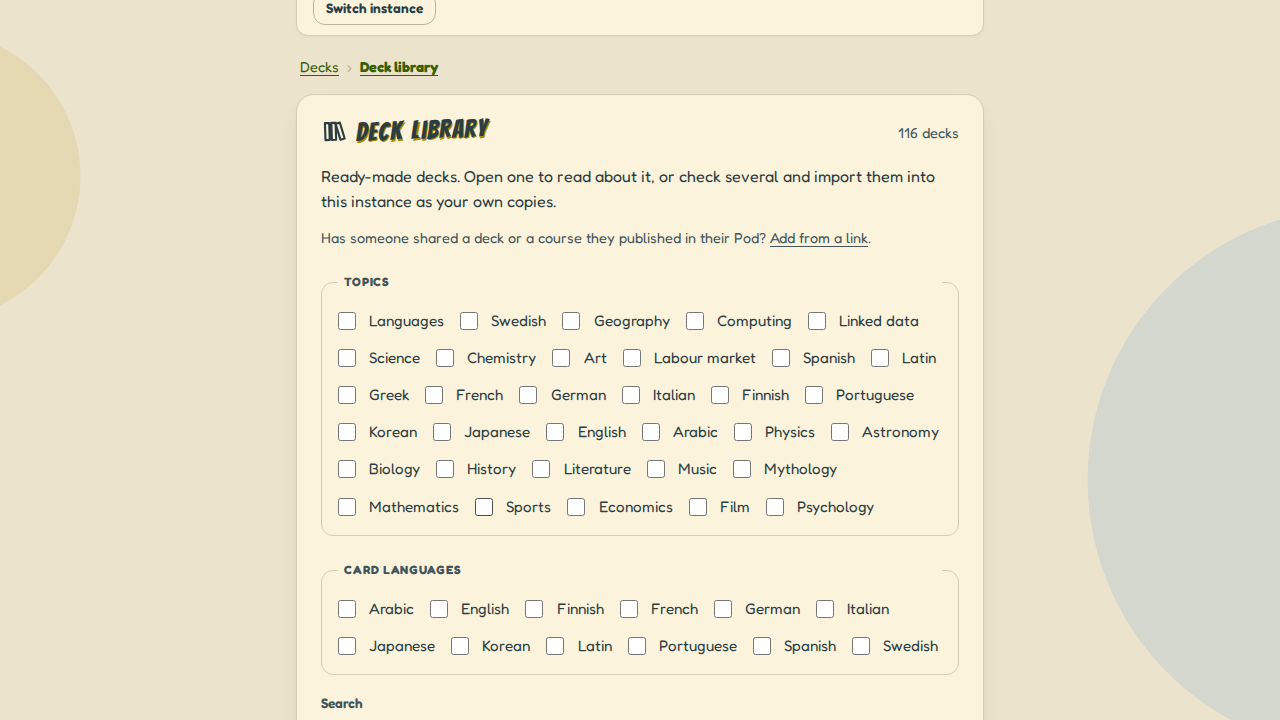 Switch instance
Decks › Deck library
DECK LIBRARY
116 decks
Ready-made decks. Open one to read about it, or check several and import them into
this instance as your own copies.
Has someone shared a deck or a course they published in their Pod? Add from a link.
TOPICS
Languages Swedish Geography Computing Linked data
Science Chemistry Art Labour market Spanish Latin
Greek French German Italian Finnish Portuguese
Korean Japanese English Arabic Physics Astronomy
Biology History Literature Music Mythology
Mathematics Sports Economics Film Psychology
CARD LANGUAGES
Arabic English Finnish French German Italian
Japanese Korean Latin Portuguese Spanish Swedish
Search